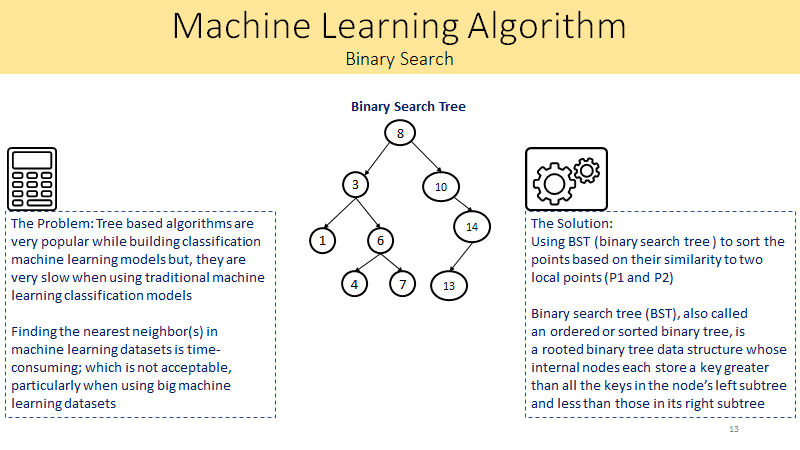 Machine Learning Algorithm
Binary Search
Binary Search Tree
8
3
10
1
6
14
4
7
13
The Problem: Tree based algorithms are
very popular while building classification
machine learning models but, they are
very slow when using traditional machine
learning classification models
Finding the nearest neighbor(s) in
machine learning datasets is time-
consuming; which is not acceptable,
particularly when using big machine
learning datasets
The Solution:
Using BST (binary search tree ) to sort the
points based on their similarity to two
local points (P1 and P2)
Binary search tree (BST), also called
an ordered or sorted binary tree, is
a rooted binary tree data structure whose
internal nodes each store a key greater
than all the keys in the node's left subtree
and less than those in its right subtree
13